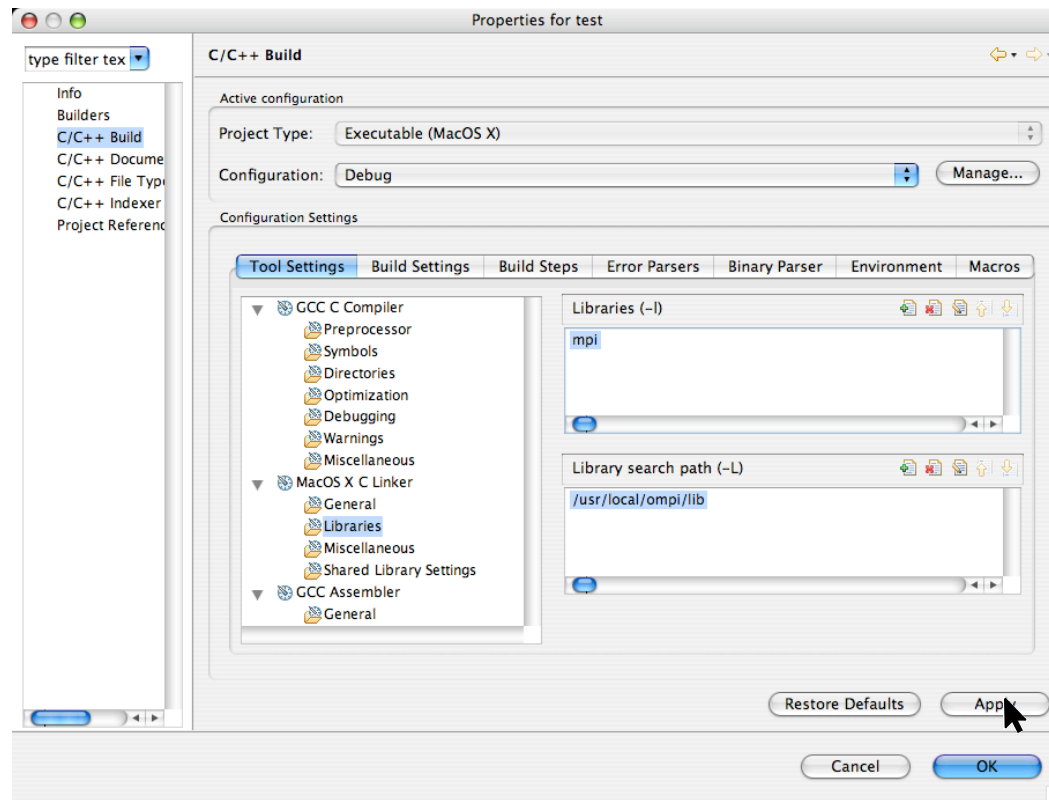 Properties for test
type filter tex
C/C++ Build
Info
Builders
C/C++ Build
C/C++ Docume
C/C++ File Typ
C/C++ Indexer
Project Referenc
Active configuration
Project Type: Executable (MacOS X)
Configuration: Debug Manage...
Configuration Settings
Tool Settings Build Settings Build Steps Error Parsers Binary Parser Environment Macros
GCC C Compiler
Preprocessor
Symbols
Directories
Optimization
Debugging
Warnings
Miscellaneous
MacOS X C Linker
General
Libraries
Miscellaneous
Shared Library Settings
GCC Assembler
General
Libraries (-l)
mpi
Library search path (-L)
/usr/local/ompi/lib
Restore Defaults Apply
Cancel OK